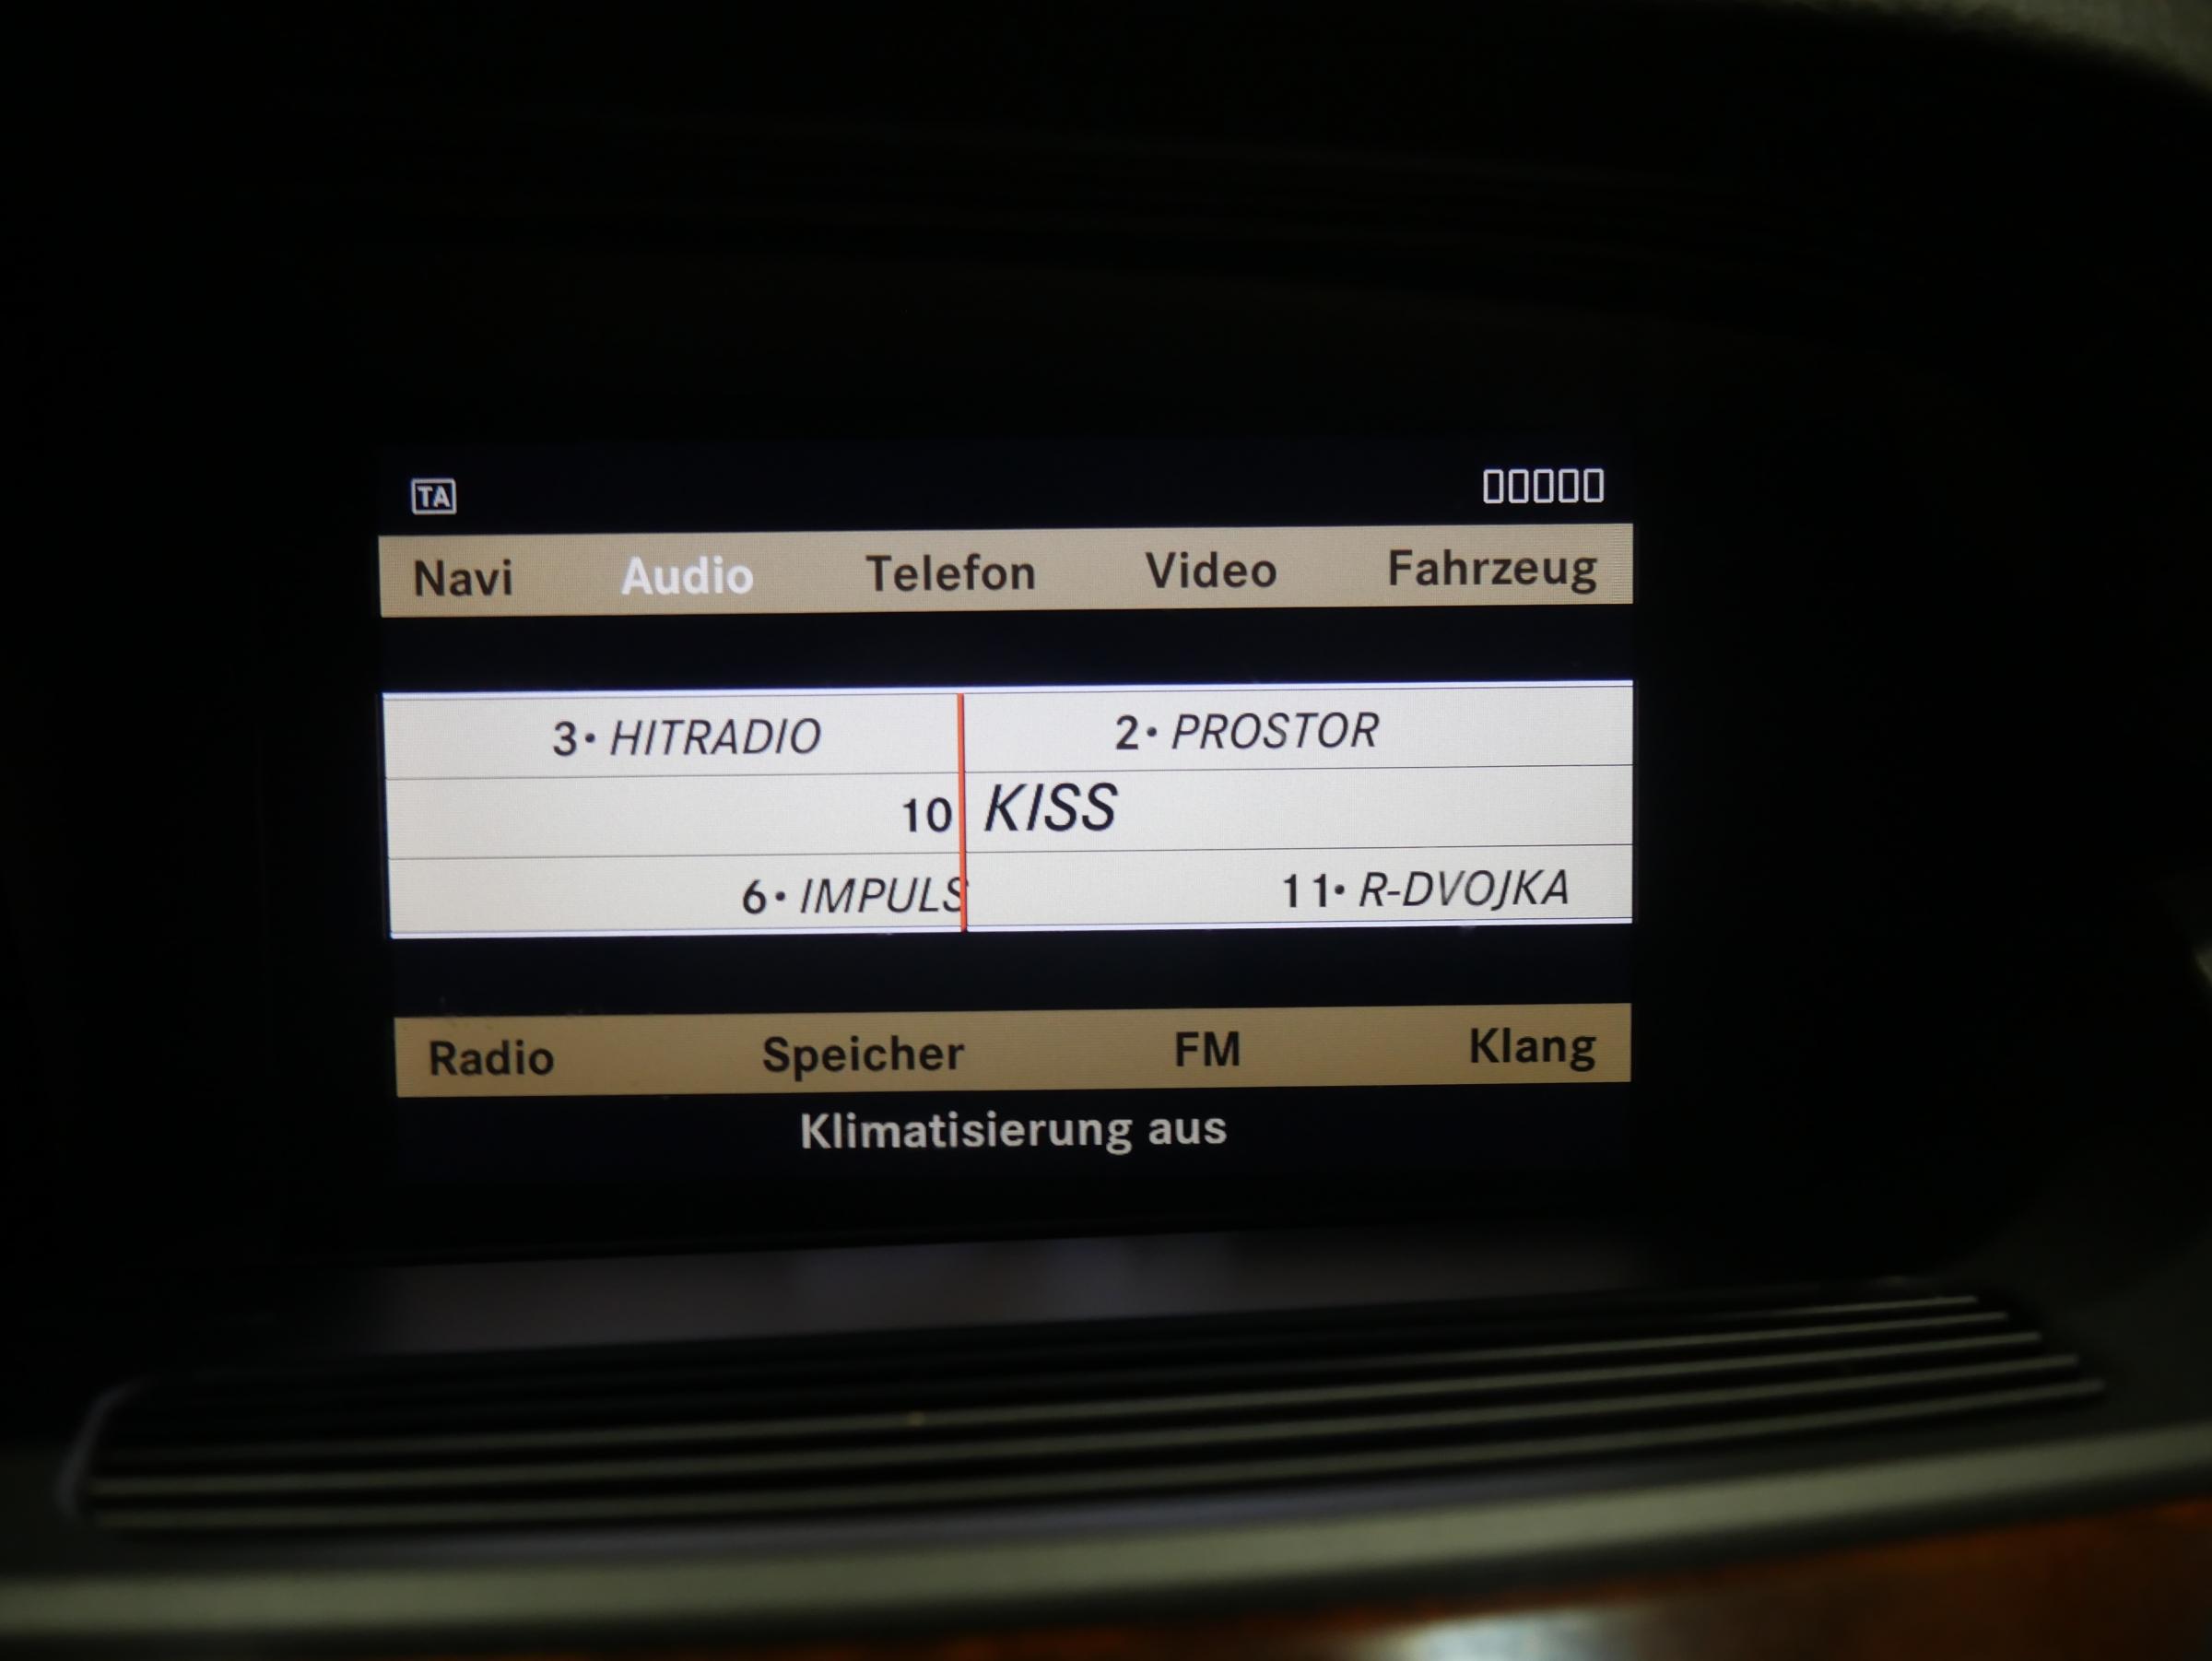 TA
Navi Audio Telefon Video Fahrzeug
3• HITRADIO 2• PROSTOR
10 KISS
6• IMPULS 11• R-DVOJKA
Radio Speicher FM Klang
Klimatisierung aus